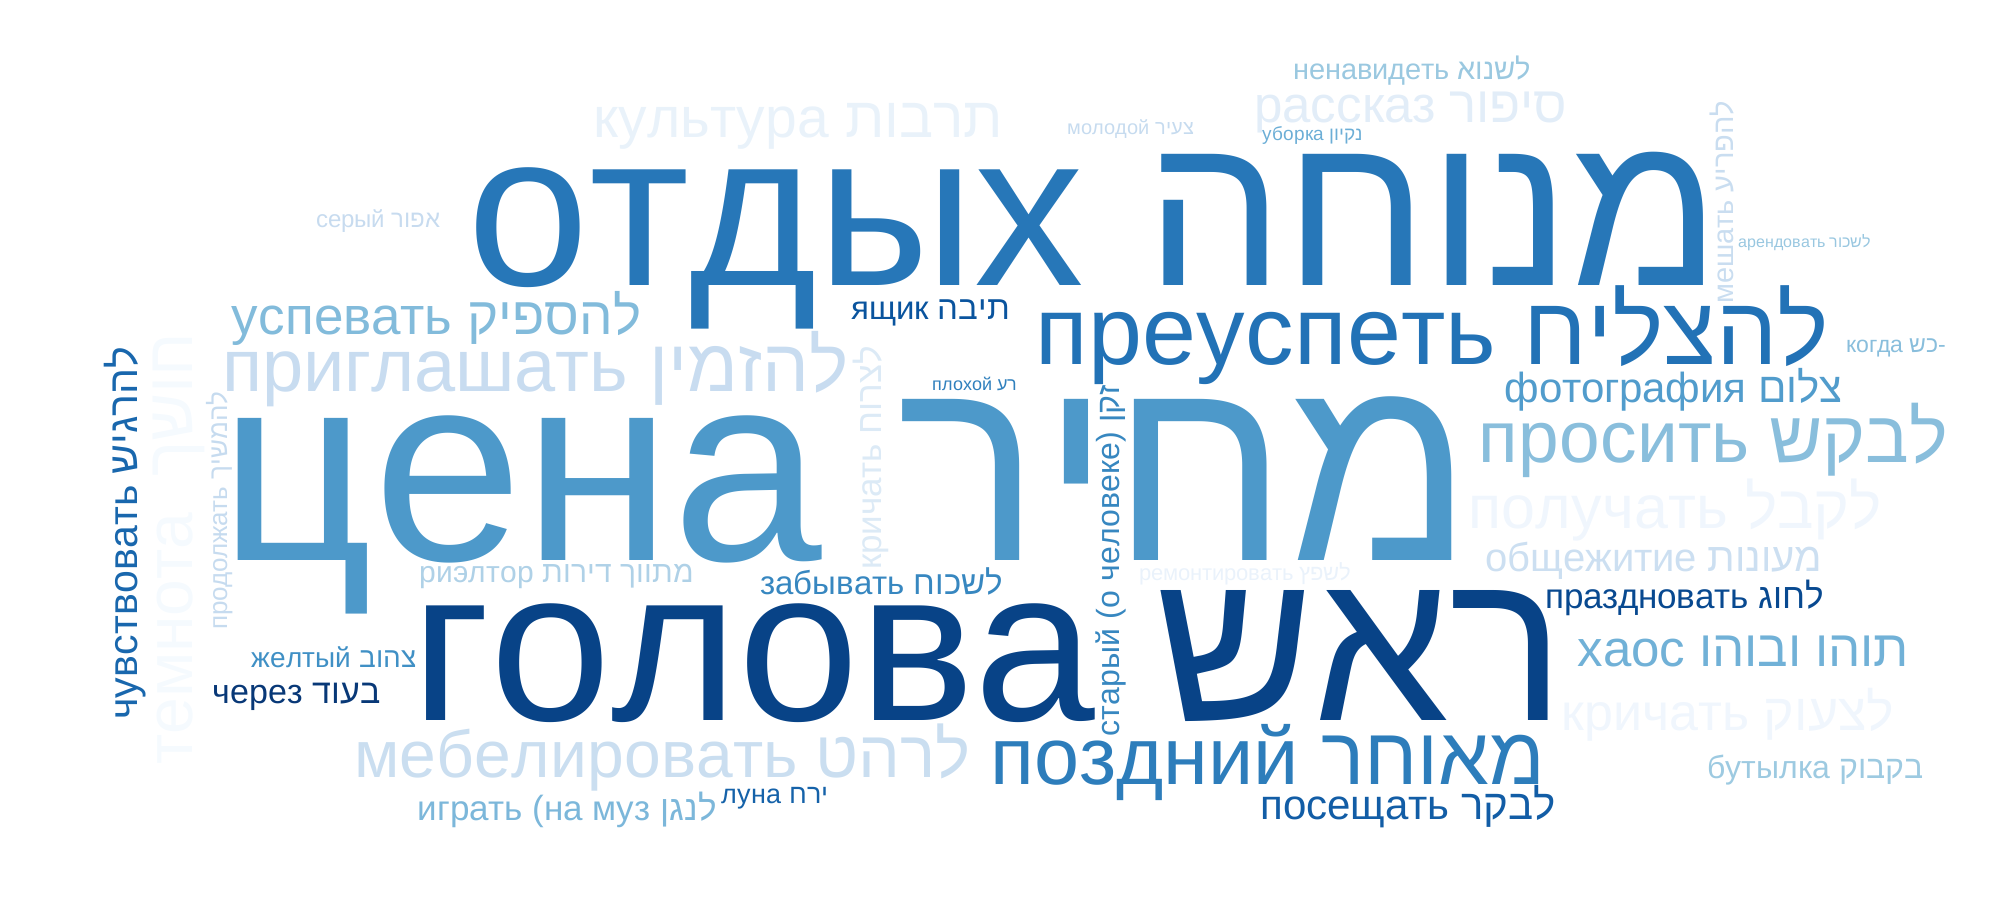 ненавидеть לשנוא
культура תרבות
рассказ סיפור
молодой צעיר
уборка נקיון
להפריע мешать
серый אפור
отдых מנוחה
арендовать לשכור
успевать להספיק
ящик תיבה
преуспеть להצליח
когда כש-
приглашать להזמין
плохой רע
фотография צלום
чувствовать להרגיש
темнота חושך
продолжать להמשיך
цена מחיר
кричать לצרוח
старый (о человеке) זקן
просить לבקש
получать לקבל
общежитие מעונות
риэлтор מתווך דירות
забывать לשכוח
ремонтировать לשפץ
праздновать לחוג
голова ראש
хаос תוהו ובוהו
желтый צהוב
через בעוד
кричать לצעוק
мебелировать לרהט
поздний מאוחר
бутылка בקבוק
играть (на муз לנגן
луна ירח
посещать לבקר